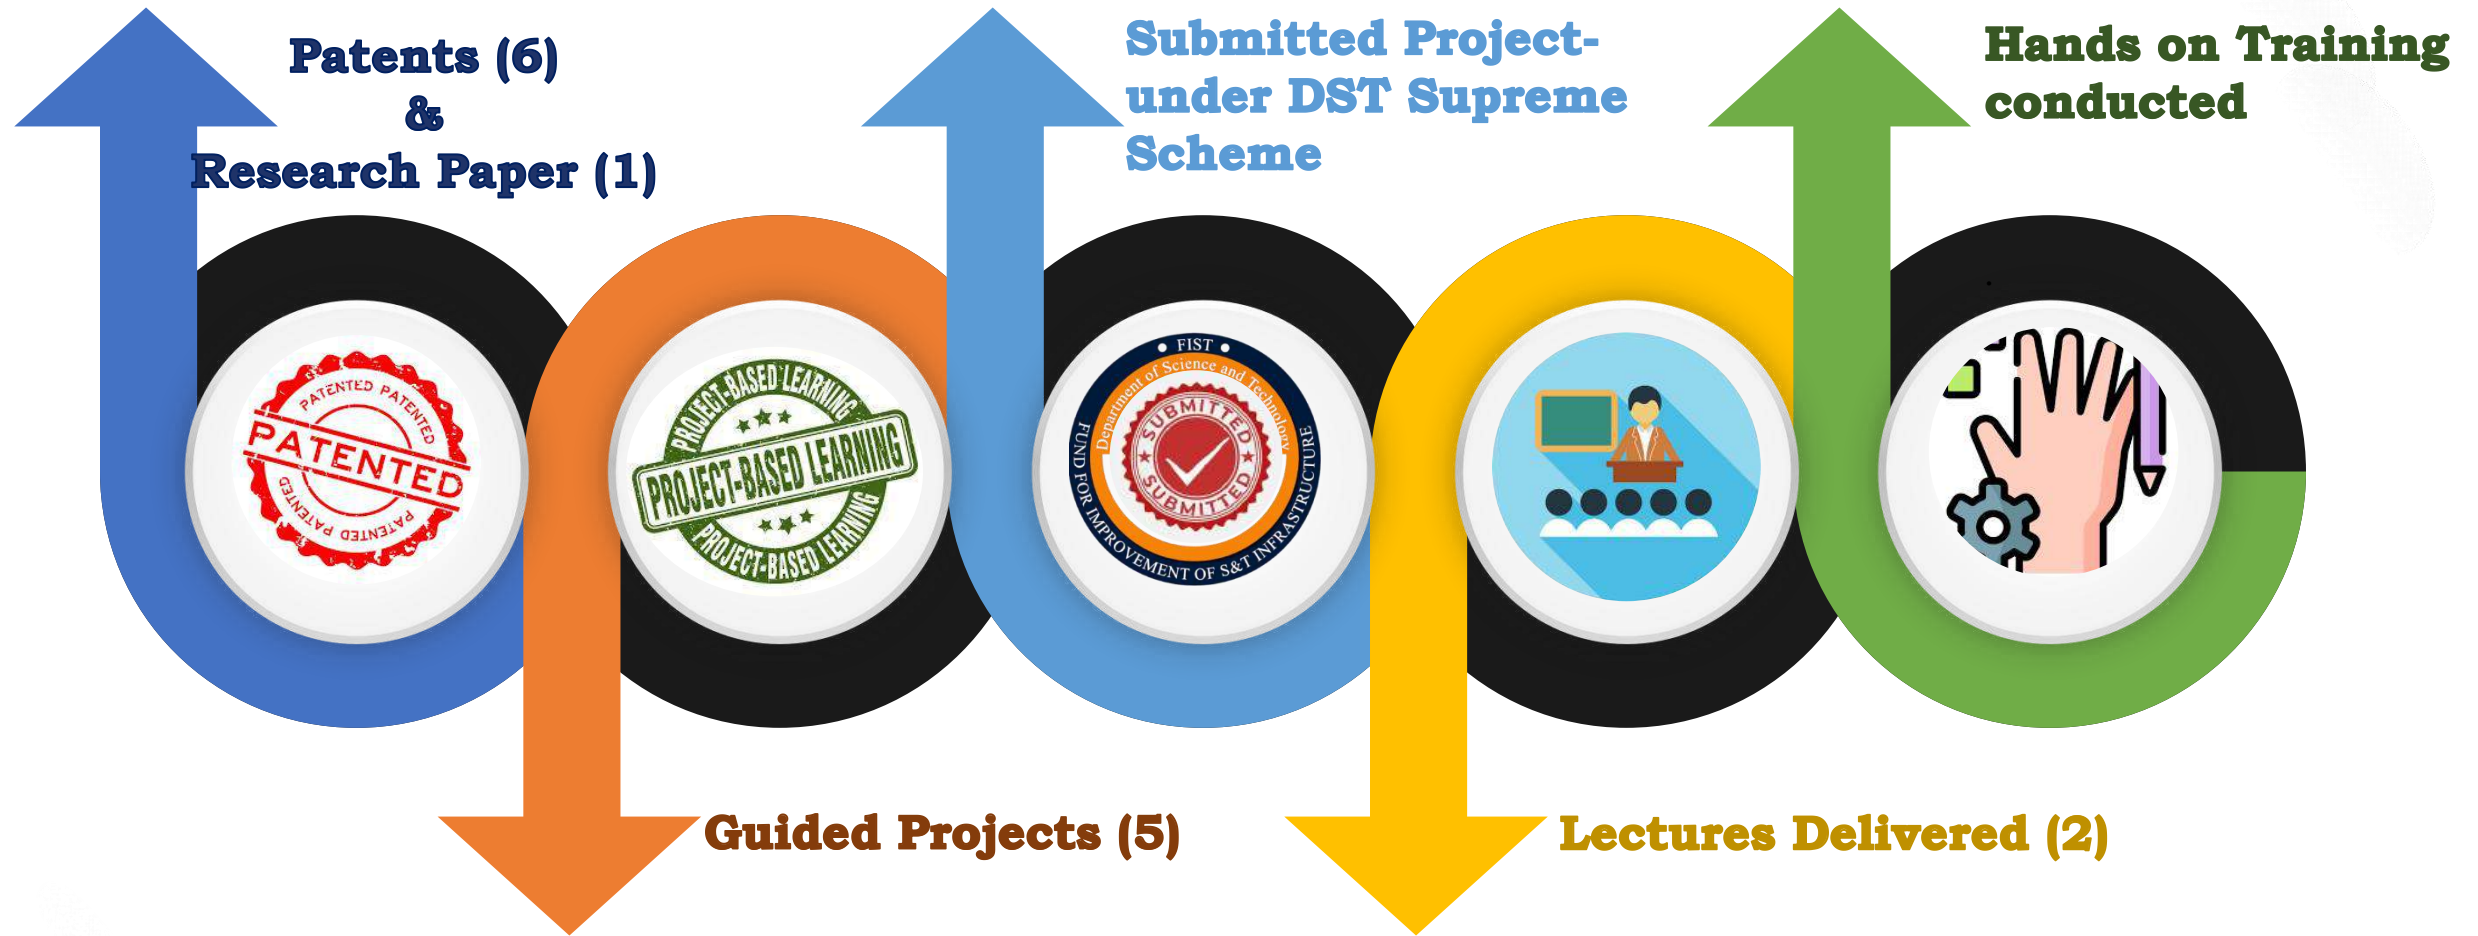 Patents (6)
&
Research Paper (1)
Submitted Project-
under DST Supreme
Scheme
Hands on Training
conducted
PATENTED PATENTED
PATENTED
PATENTED PATENTED
PROJECT-BASED LEARNING
PROJECT-BASED LEARNING
PROJECT-BASED LEARNING
• FIST •
Department of Science and Technology
SUBMITTED
SUBMITTED
FUND FOR IMPROVEMENT OF S&T INFRASTRUCTURE
Guided Projects (5)
Lectures Delivered (2)